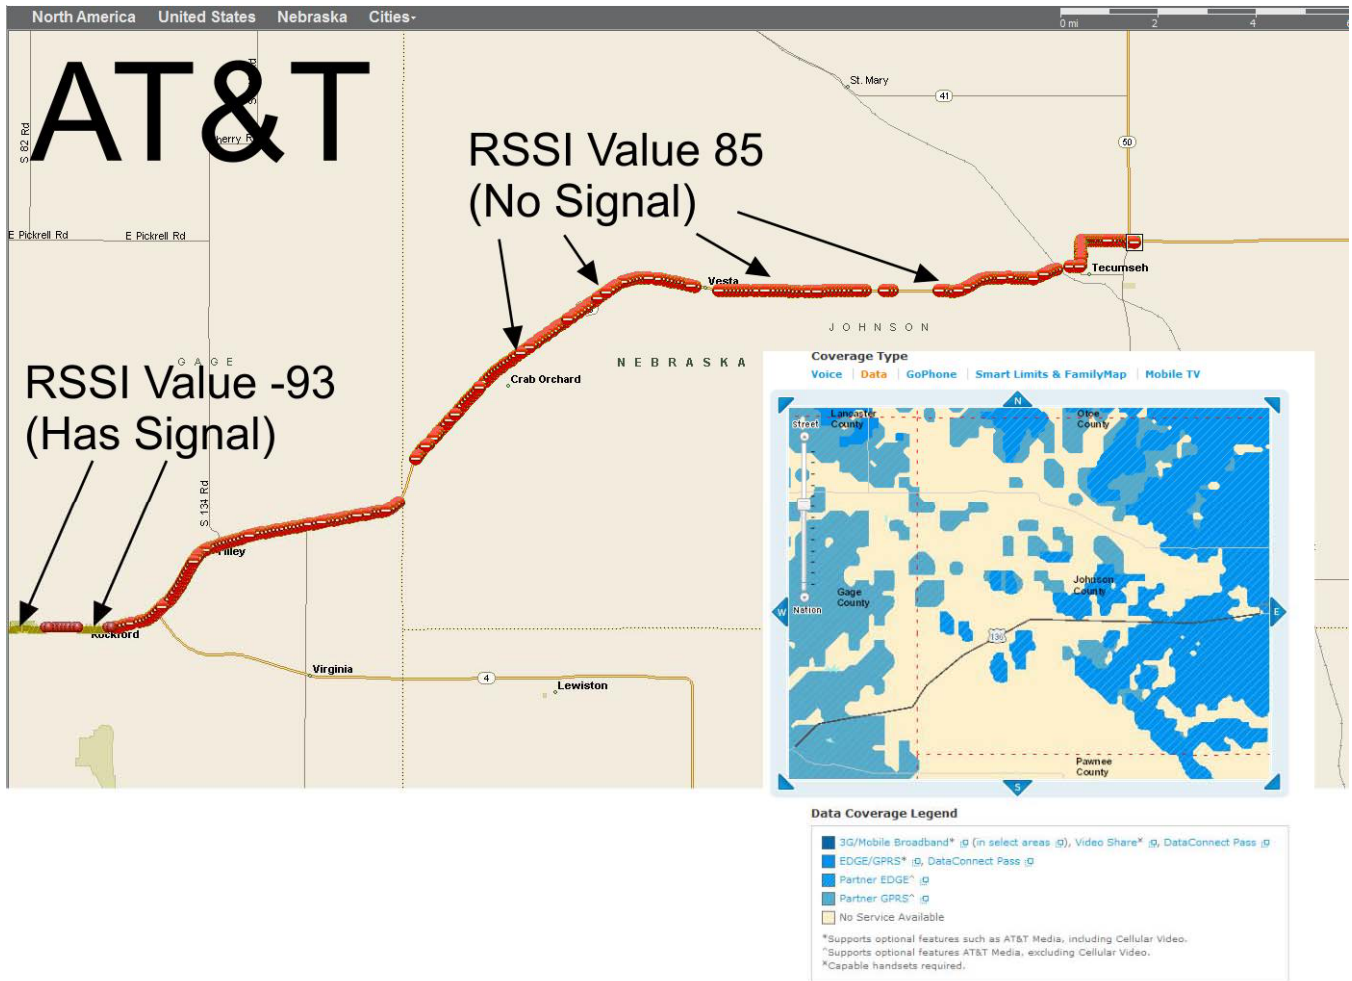 North America United States Nebraska Cities-
0 mi 2 4 6
AT&T
S 82 Rd
herry R
St. Mary
41
50
RSSI Value 85
(No Signal)
E Pickrell Rd E Pickrell Rd
Tecumseh
Vesta
JOHNSON
GAGE
NEBRASKA
RSSI Value -93
(Has Signal)
Crab Orchard
S 134 Rd
Filley
Rockford
Virginia
4
Lewiston
Coverage Type
Voice | Data | GoPhone | Smart Limits & FamilyMap | Mobile TV
N
Lancaster
County
Otoe
County
Street
Johnson
County
Gage
County
Nation
W
E
136
Pawnee
County
S
Data Coverage Legend
3G/Mobile Broadband* (in select areas), Video Share*, DataConnect Pass
EDGE/GPRS*, DataConnect Pass
Partner EDGE^
Partner GPRS^
No Service Available
*Supports optional features such as AT&T Media, including Cellular Video.
^Supports optional features AT&T Media, excluding Cellular Video.
×Capable handsets required.